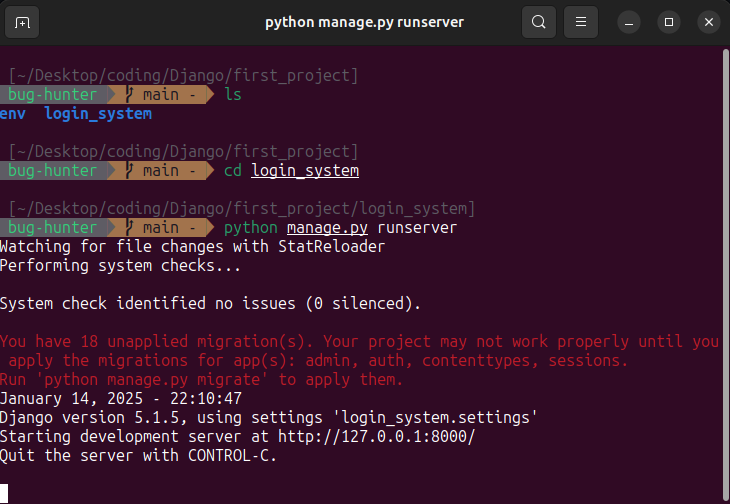 python manage.py runserver
[~/Desktop/coding/Django/first_project]
bug-hunter main - ls
env login_system
[~/Desktop/coding/Django/first_project]
bug-hunter main - cd login_system
[~/Desktop/coding/Django/first_project/login_system]
bug-hunter main - python manage.py runserver
Watching for file changes with StatReloader
Performing system checks...
System check identified no issues (0 silenced).
You have 18 unapplied migration(s). Your project may not work properly until you
apply the migrations for app(s): admin, auth, contenttypes, sessions.
Run 'python manage.py migrate' to apply them.
January 14, 2025 - 22:10:47
Django version 5.1.5, using settings 'login_system.settings'
Starting development server at http://127.0.0.1:8000/
Quit the server with CONTROL-C.